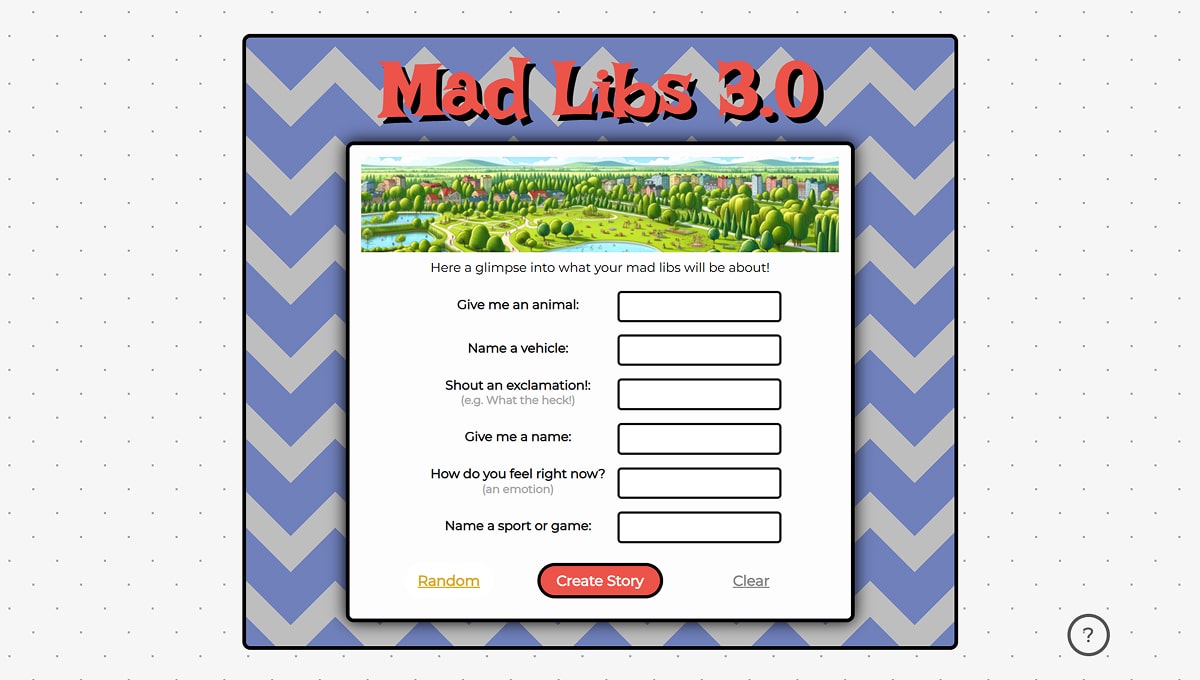 Mad Libs 3.0
Here a glimpse into what your mad libs will be about!
Give me an animal:
Name a vehicle:
Shout an exclamation!:
(e.g. What the heck!)
Give me a name:
How do you feel right now?
(an emotion)
Name a sport or game:
Random
Create Story
Clear
?